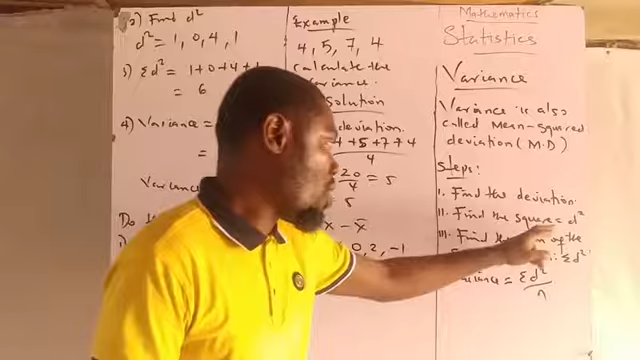 Mathematics
Statistics
Variance
Variance is also
called Mean-Squared
deviation (M.D)
Steps:
I. Find the deviation.
II. Find the square = d²
III. Find the of the
: Σd²
= Σd²
n
Example
4, 5, 7, 4
calculate the
variance.
Solution
deviation.
4 + 5 + 7 + 4
4
20 = 5
4
5
x - x̄
0, 2, -1
2) Find d²
d² = 1, 0, 4, 1
3) Σd² = 1 + 0 + 4 + 1
= 6
4) Variance =
=
Variance
Do